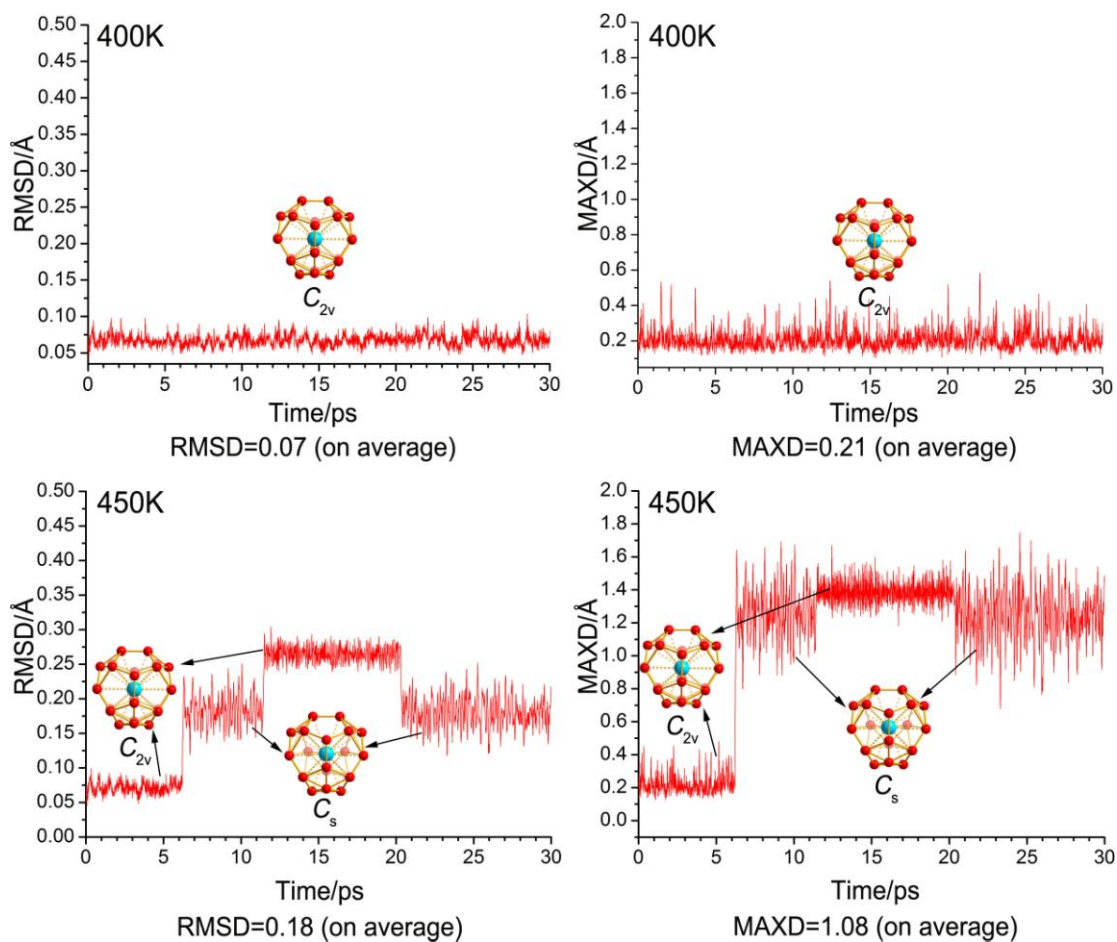 400K
RMSD/Å
0.50
0.45
0.40
0.35
0.30
0.25
0.20
0.15
0.10
0.05
C2v
0 5 10 15 20 25 30
Time/ps
RMSD=0.07 (on average)
400K
MAXD/Å
2.0
1.8
1.6
1.4
1.2
1.0
0.8
0.6
0.4
0.2
C2v
0 5 10 15 20 25 30
Time/ps
MAXD=0.21 (on average)
450K
RMSD/Å
0.50
0.45
0.40
0.35
0.30
0.25
0.20
0.15
0.10
0.05
0.00
C2v
Cs
0 5 10 15 20 25 30
Time/ps
RMSD=0.18 (on average)
450K
MAXD/Å
2.0
1.8
1.6
1.4
1.2
1.0
0.8
0.6
0.4
0.2
0.0
C2v
Cs
0 5 10 15 20 25 30
Time/ps
MAXD=1.08 (on average)